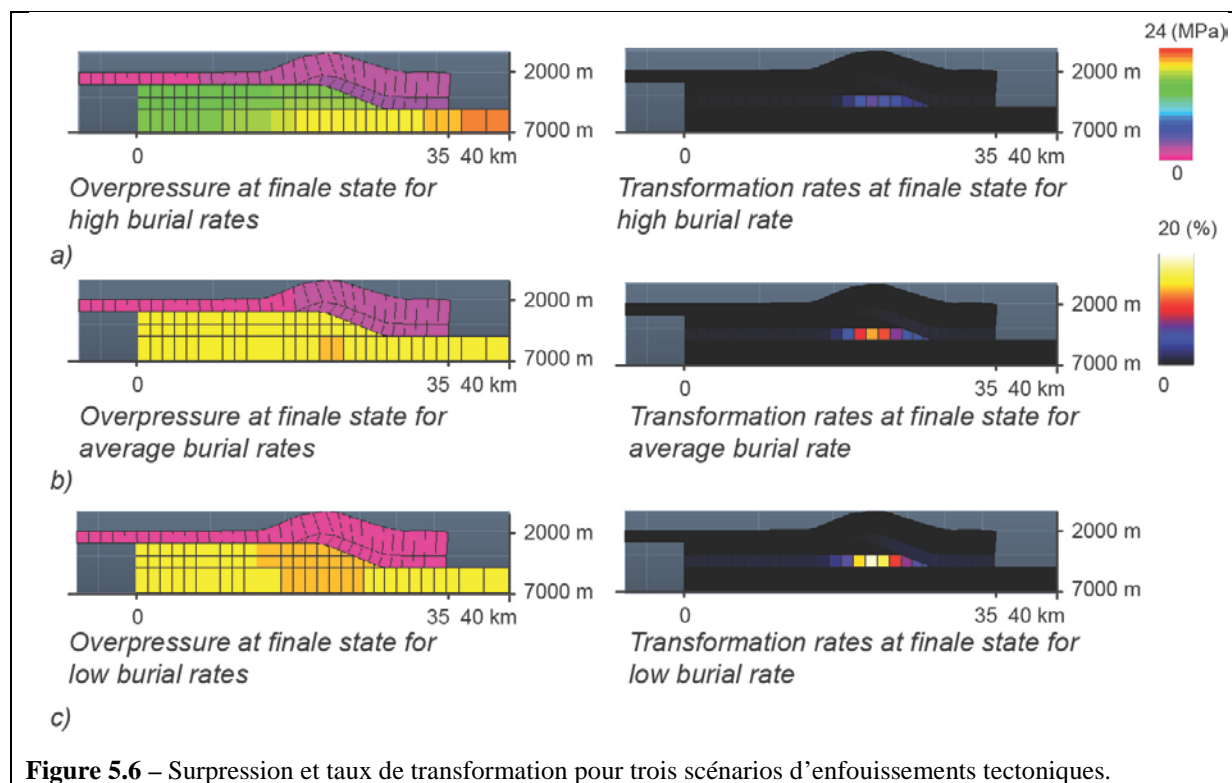 24 (MPa)
2000 m
2000 m
7000 m
7000 m
0
35
40 km
0
35
40 km
0
Overpressure at finale state for
high burial rates
Transformation rates at finale state for
high burial rate
a)
20 (%)
2000 m
2000 m
7000 m
7000 m
0
0
35
40 km
0
35
40 km
Overpressure at finale state for
average burial rates
Transformation rates at finale state for
average burial rate
b)
2000 m
2000 m
7000 m
7000 m
0
35
40 km
0
35
40 km
Overpressure at finale state for
low burial rates
Transformation rates at finale state for
low burial rate
c)
Figure 5.6 – Surpression et taux de transformation pour trois scénarios d’enfouissements tectoniques.